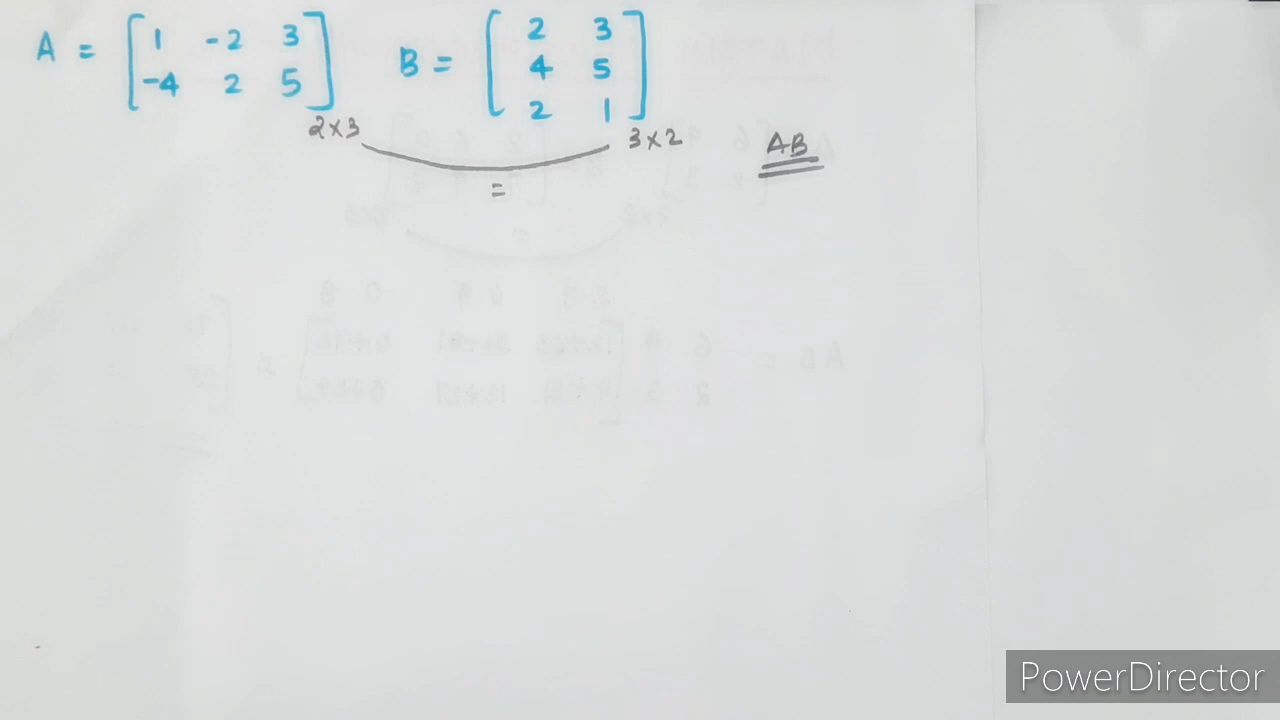 A = [ 1 -2 3 B = [ 2 3
-4 2 5 ] 4 5
2×3 2 1 ]
3×2 AB
=
PowerDirector